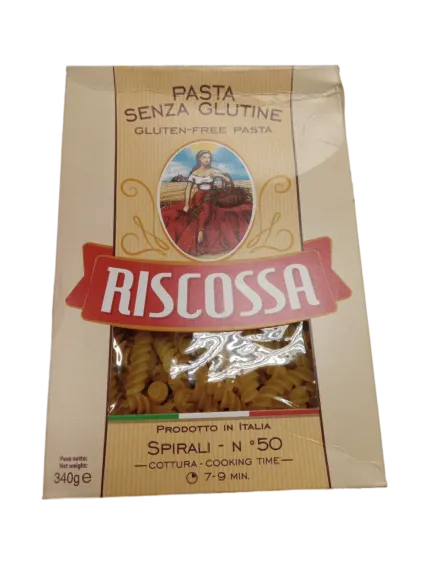 PASTA
SENZA GLUTINE
GLUTEN-FREE PASTA
RISCOSSA
PRODOTTO IN ITALIA
SPIRALI - N°50
COTTURA - COOKING TIME
7-9 MIN.
Peso netto:
Net weight:
340g e